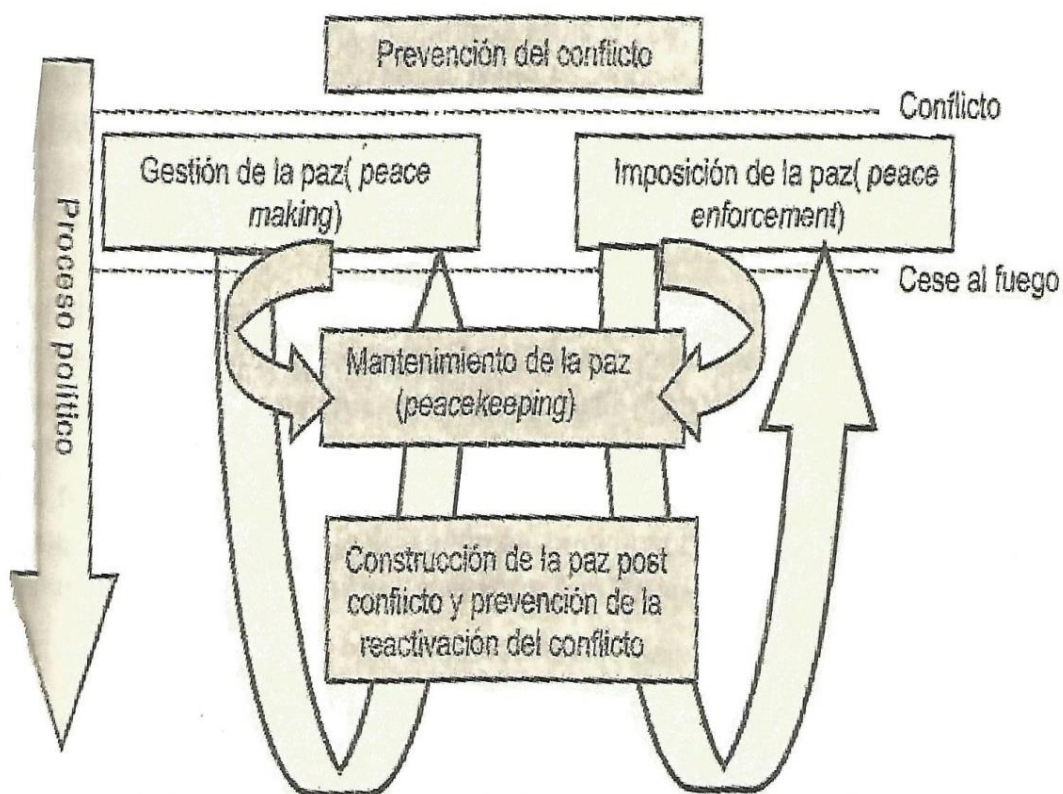 Prevención del conflicto
Conflicto
Gestión de la paz( peace
making)
Imposición de la paz( peace
enforcement)
Cese al fuego
Proceso político
Mantenimiento de la paz
(peacekeeping)
Construcción de la paz post
conflicto y prevención de la
reactivación del conflicto